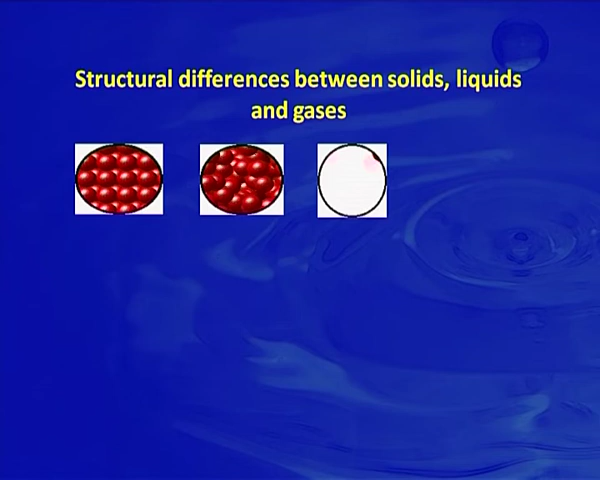 Structural differences between solids, liquids
and gases